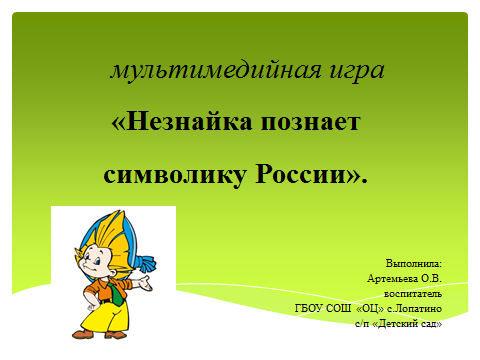 мультимедийная игра
«Незнайка познает
символику России».
Выполнила:
Артемьева О.В.
воспитатель
ГБОУ СОШ «ОЦ» с.Лопатино
с/п «Детский сад»